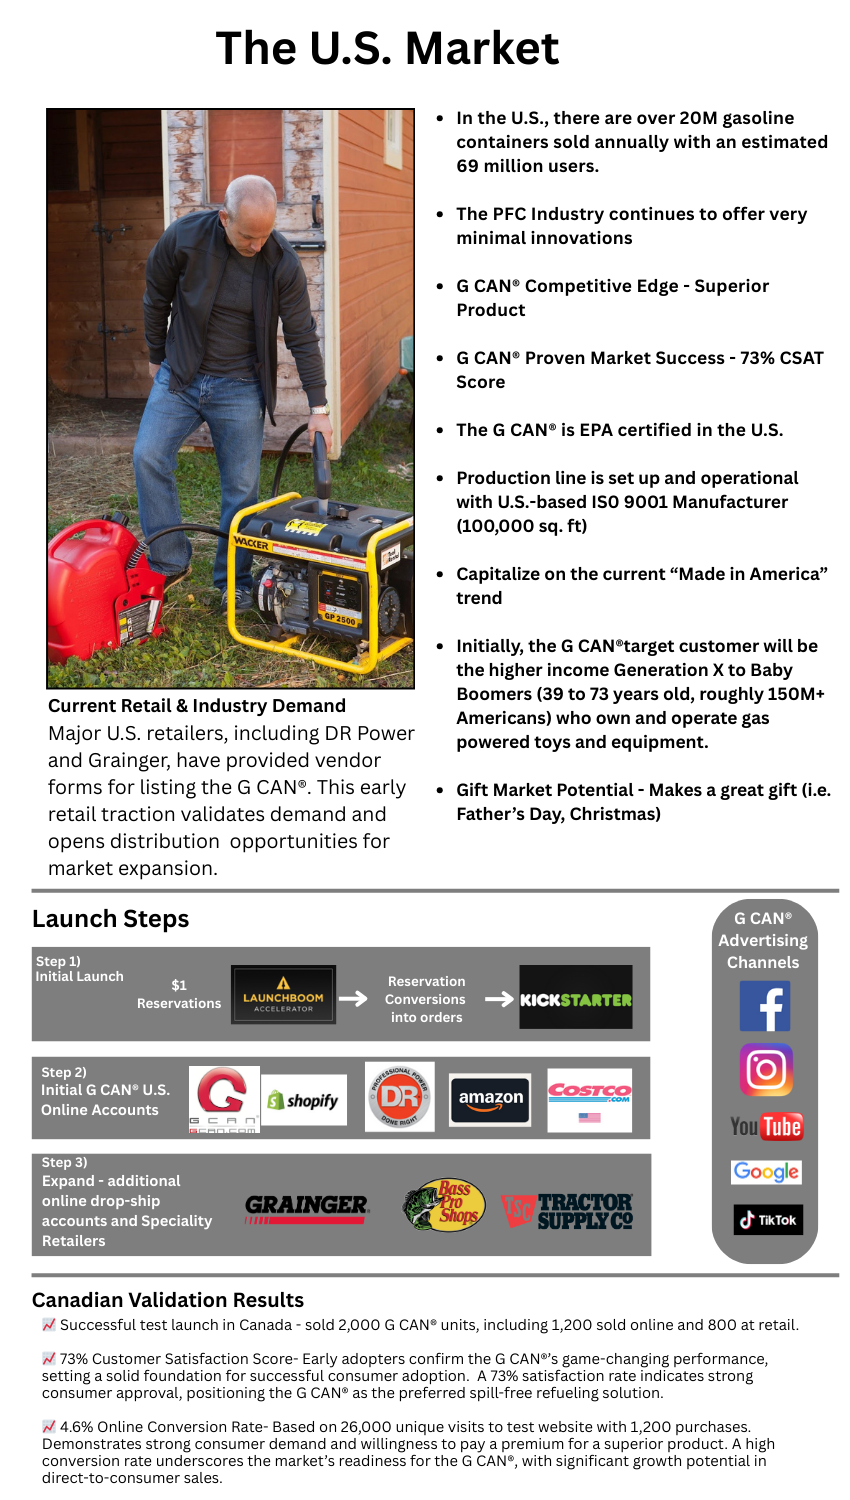 The U.S. Market
WACKER
GP 2500
Current Retail & Industry Demand
Major U.S. retailers, including DR Power
and Grainger, have provided vendor
forms for listing the G CAN®. This early
retail traction validates demand and
opens distribution  opportunities for
market expansion.
• In the U.S., there are over 20M gasoline
containers sold annually with an estimated
69 million users.
• The PFC Industry continues to offer very
minimal innovations
• G CAN® Competitive Edge - Superior
Product
• G CAN® Proven Market Success - 73% CSAT
Score
• The G CAN® is EPA certified in the U.S.
• Production line is set up and operational
with U.S.-based IS0 9001 Manufacturer
(100,000 sq. ft)
• Capitalize on the current “Made in America”
trend
• Initially, the G CAN®target customer will be
the higher income Generation X to Baby
Boomers (39 to 73 years old, roughly 150M+
Americans) who own and operate gas
powered toys and equipment.
• Gift Market Potential - Makes a great gift (i.e.
Father’s Day, Christmas)
Launch Steps
Step 1)
Initial Launch
$1
Reservations
LAUNCHBOOM
ACCELERATOR
Reservation
Conversions
into orders
KICKSTARTER
Step 2)
Initial G CAN® U.S.
Online Accounts
G CAN®
GCAN.COM
shopify
PROFESSIONAL POWER
DR
DONE RIGHT
amazon
COSTCO
.COM
Step 3)
Expand - additional
online drop-ship
accounts and Speciality
Retailers
GRAINGER
Bass
Pro
Shops
TSC TRACTOR
SUPPLY CO
G CAN®
Advertising
Channels
YouTube
Google
TikTok
Canadian Validation Results
📈 Successful test launch in Canada - sold 2,000 G CAN® units, including 1,200 sold online and 800 at retail.
📈 73% Customer Satisfaction Score- Early adopters confirm the G CAN®’s game-changing performance,
setting a solid foundation for successful consumer adoption.  A 73% satisfaction rate indicates strong
consumer approval, positioning the G CAN® as the preferred spill-free refueling solution.
📈 4.6% Online Conversion Rate- Based on 26,000 unique visits to test website with 1,200 purchases.
Demonstrates strong consumer demand and willingness to pay a premium for a superior product. A high
conversion rate underscores the market’s readiness for the G CAN®, with significant growth potential in
direct-to-consumer sales.